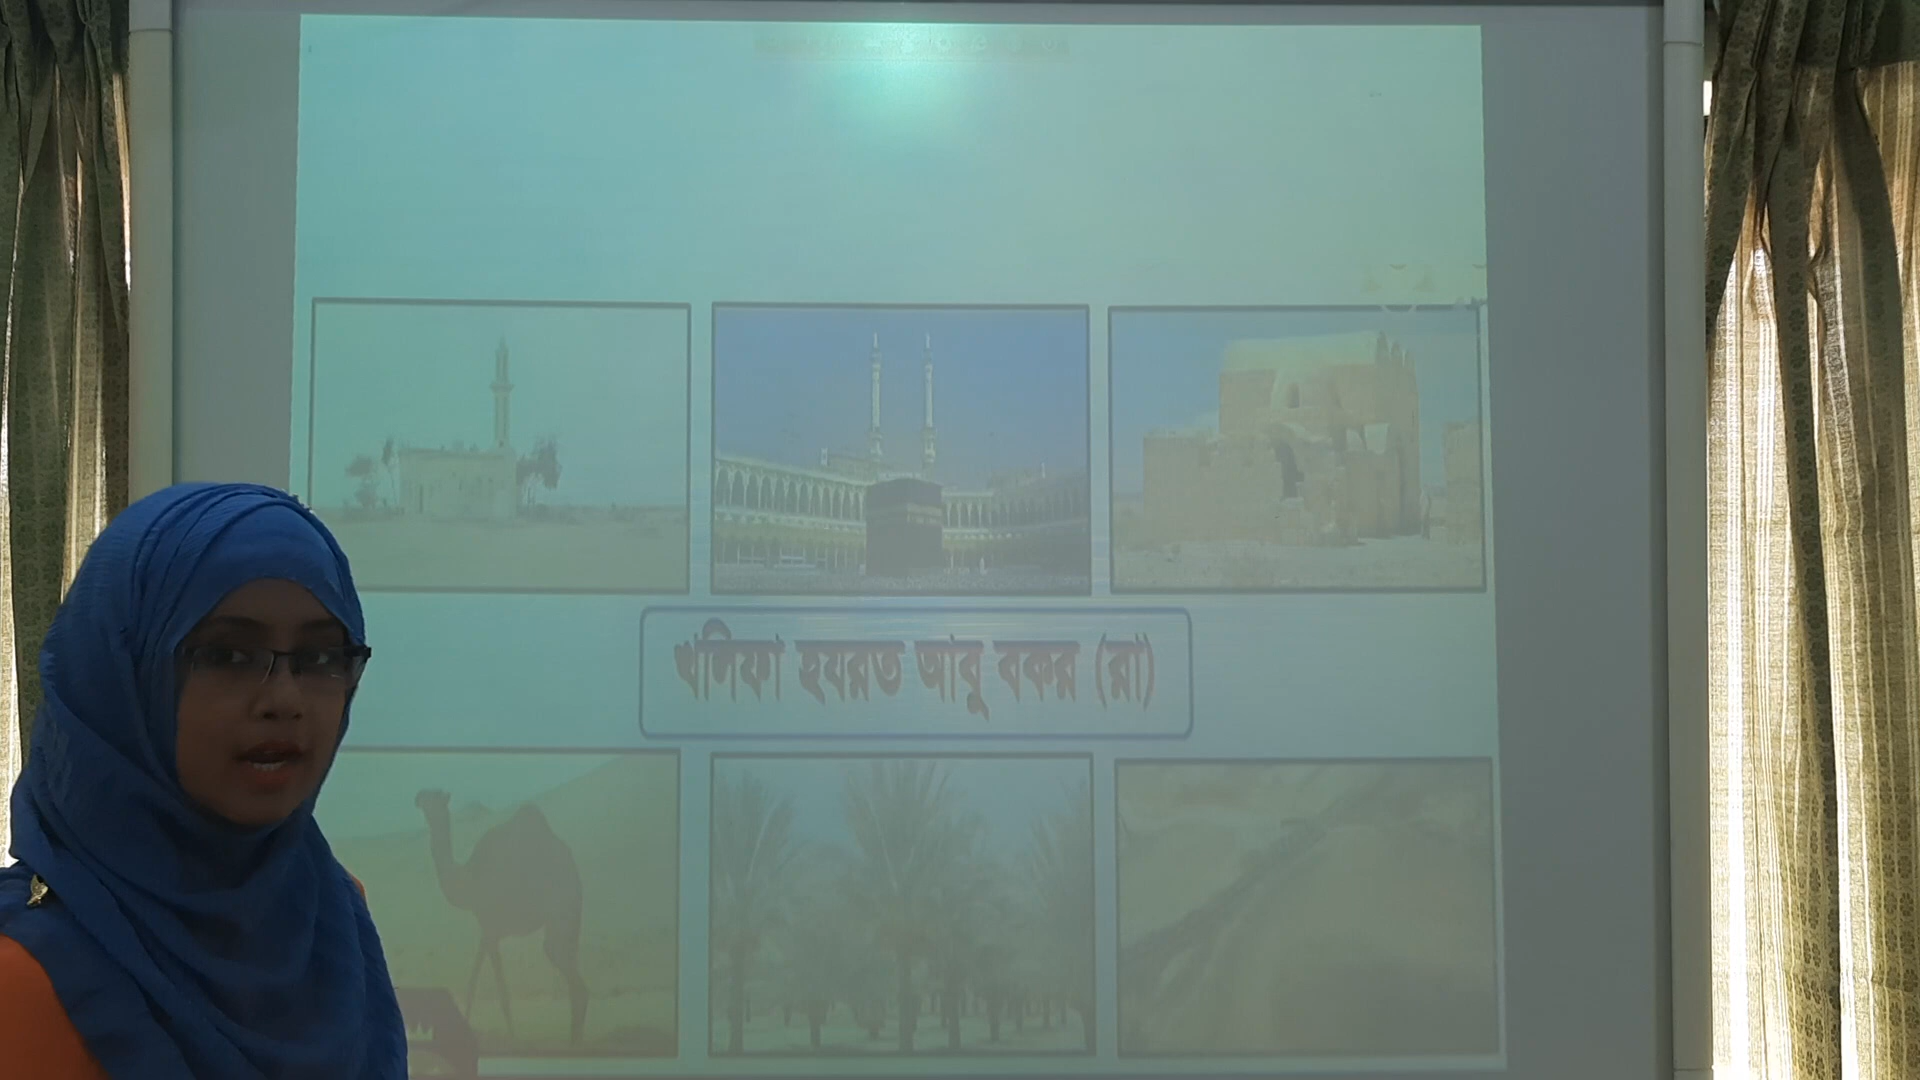 খলিফা হযরত আবু বকর (রা)